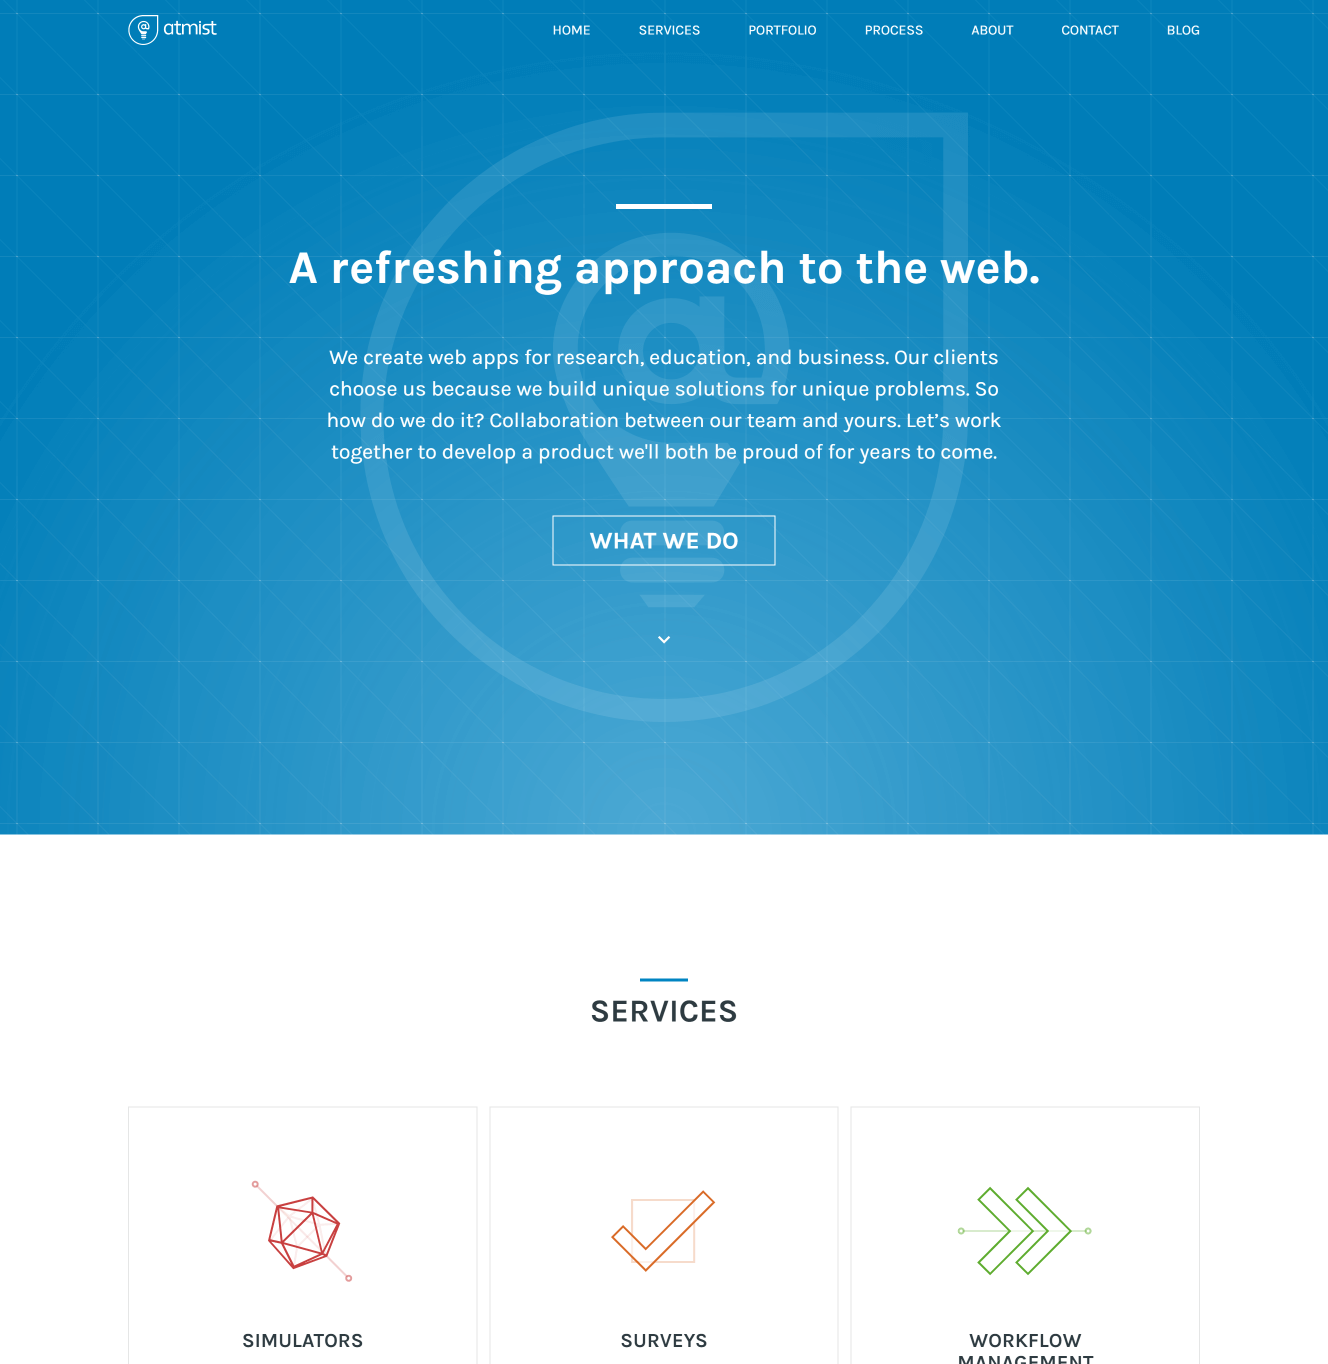 atmist
HOME SERVICES PORTFOLIO PROCESS ABOUT CONTACT BLOG
A refreshing approach to the web.
We create web apps for research, education, and business. Our clients
choose us because we build unique solutions for unique problems. So
how do we do it? Collaboration between our team and yours. Let’s work
together to develop a product we'll both be proud of for years to come.
WHAT WE DO
SERVICES
SIMULATORS
SURVEYS
WORKFLOW
MANAGEMENT